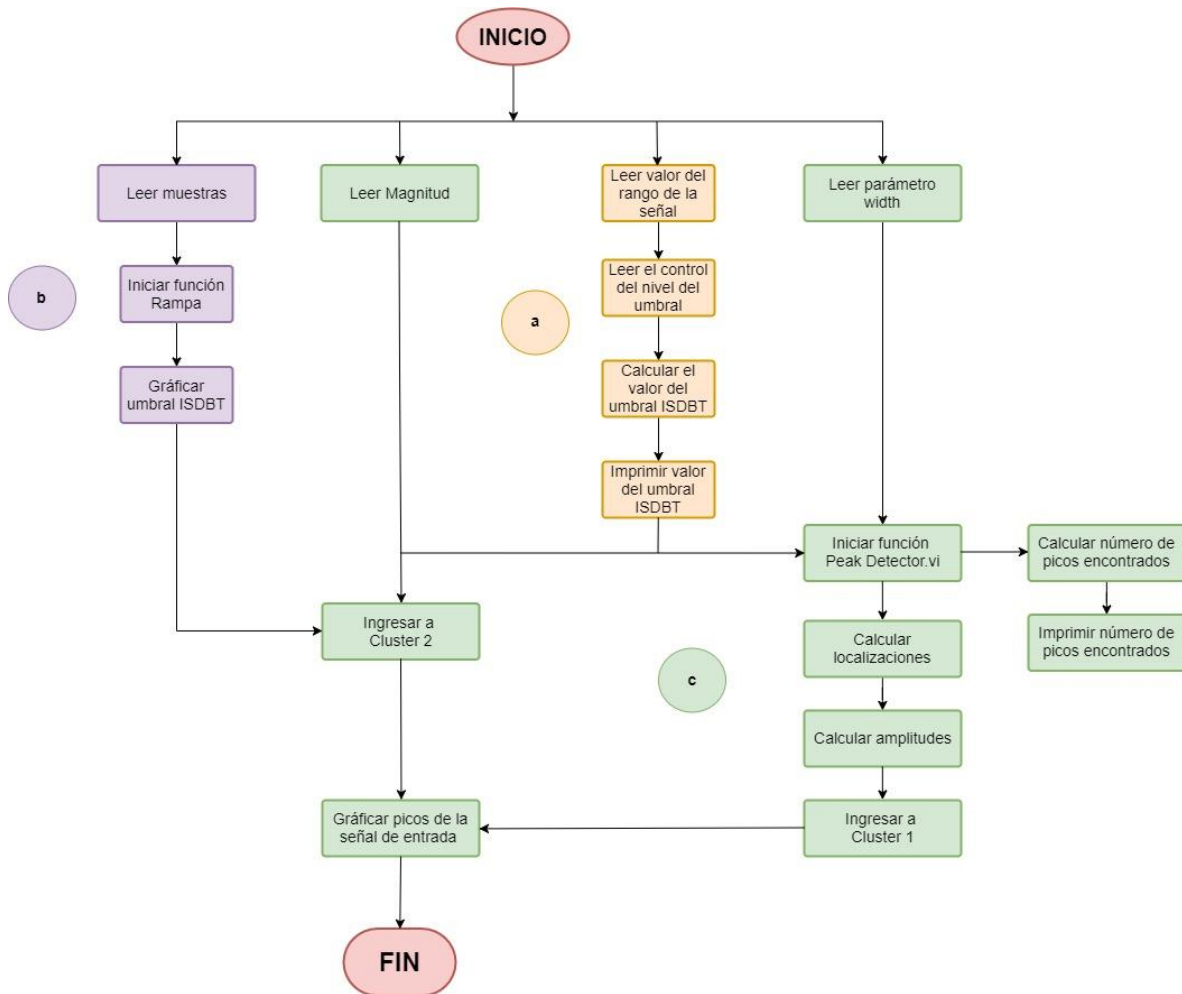 INICIO
Leer muestras
Leer Magnitud
Leer valor del
rango de la
señal
Leer parámetro
width
b
Iniciar función
Rampa
a
Leer el control
del nivel del
umbral
Gráficar
umbral ISDBT
Calcular el
valor del
umbral ISDBT
Imprimir valor
del umbral
ISDBT
Iniciar función
Peak Detector.vi
Calcular número de
picos encontrados
Ingresar a
Cluster 2
Calcular
localizaciones
Imprimir número de
picos encontrados
c
Calcular amplitudes
Gráficar picos de la
señal de entrada
Ingresar a
Cluster 1
FIN